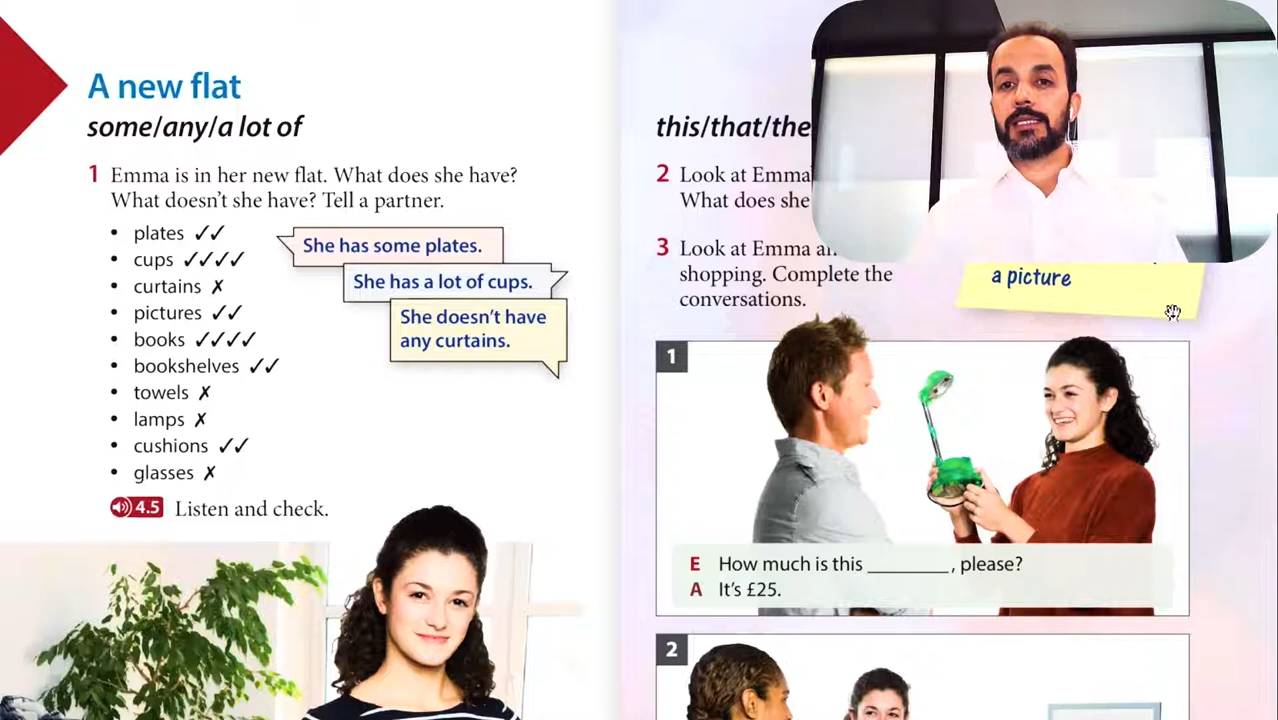 A new flat
some/any/a lot of
1 Emma is in her new flat. What does she have?
What doesn't she have? Tell a partner.
• plates ✓✓
• cups ✓✓✓✓
• curtains ✗
• pictures ✓✓
• books ✓✓✓✓
• bookshelves ✓✓
• towels ✗
• lamps ✗
• cushions ✓✓
• glasses ✗
She has some plates.
She has a lot of cups.
She doesn't have
any curtains.
4.5 Listen and check.
this/that/the
2 Look at Emma
What does she
3 Look at Emma
shopping. Complete the
conversations.
a picture
1
E How much is this ________, please?
A It's £25.
2